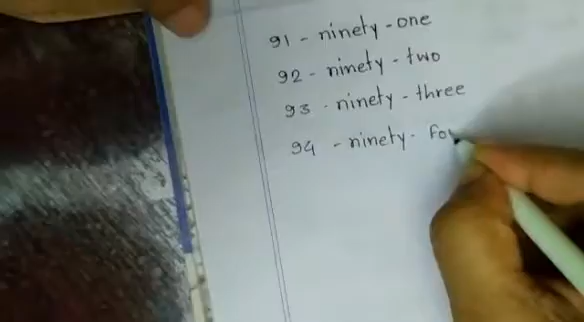 91 - ninety - one
92 - ninety - two
93 - ninety - three
94 - ninety - fo